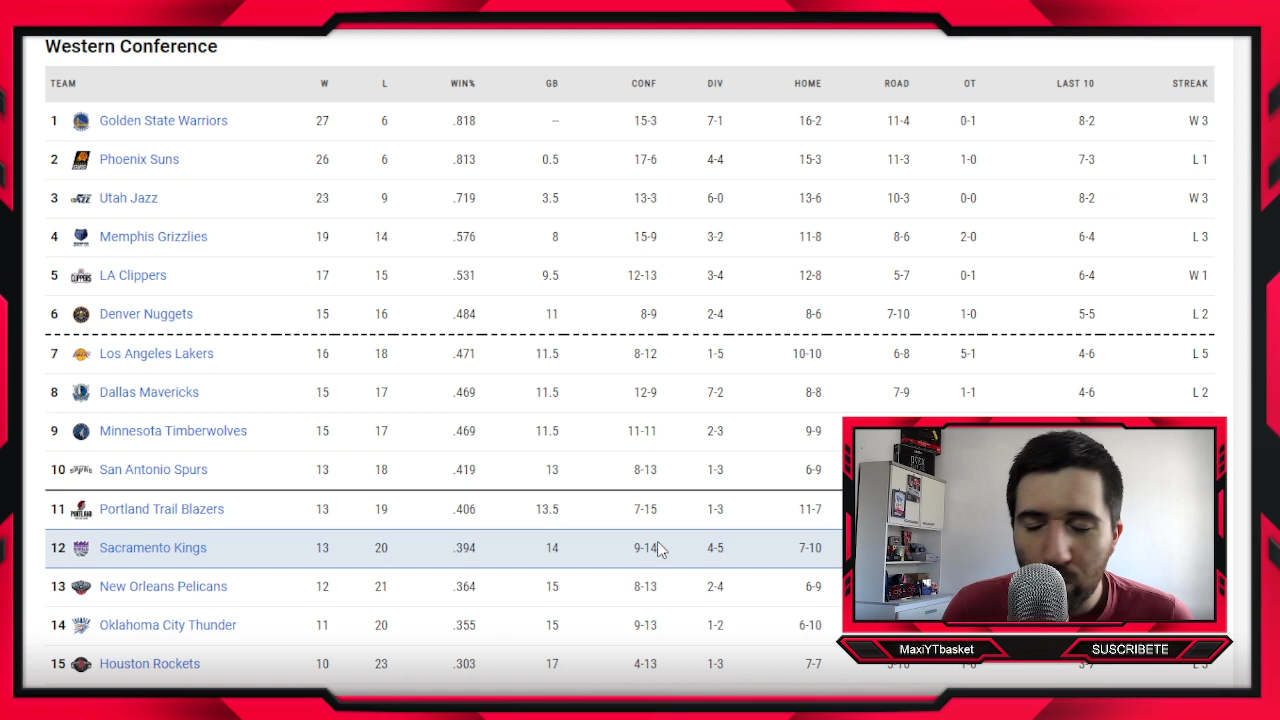 Western Conference
TEAM W L WIN% GB CONF DIV HOME ROAD OT LAST 10 STREAK
1 Golden State Warriors 27 6 .818 -- 15-3 7-1 16-2 11-4 0-1 8-2 W 3
2 Phoenix Suns 26 6 .813 0.5 17-6 4-4 15-3 11-3 1-0 7-3 L 1
3 Utah Jazz 23 9 .719 3.5 13-3 6-0 13-6 10-3 0-0 8-2 W 3
4 Memphis Grizzlies 19 14 .576 8 15-9 3-2 11-8 8-6 2-0 6-4 L 3
5 CLIPPERS LA Clippers 17 15 .531 9.5 12-13 3-4 12-8 5-7 0-1 6-4 W 1
6 Denver Nuggets 15 16 .484 11 8-9 2-4 8-6 7-10 1-0 5-5 L 2
7 Los Angeles Lakers 16 18 .471 11.5 8-12 1-5 10-10 6-8 5-1 4-6 L 5
8 Dallas Mavericks 15 17 .469 11.5 12-9 7-2 8-8 7-9 1-1 4-6 L 2
9 Minnesota Timberwolves 15 17 .469 11.5 11-11 2-3 9-9
10 SPURS San Antonio Spurs 13 18 .419 13 8-13 1-3 6-9
11 PORTLAND Portland Trail Blazers 13 19 .406 13.5 7-15 1-3 11-7
12 Sacramento Kings 13 20 .394 14 9-14 4-5 7-10
13 New Orleans Pelicans 12 21 .364 15 8-13 2-4 6-9
14 Oklahoma City Thunder 11 20 .355 15 9-13 1-2 6-10
15 Houston Rockets 10 23 .303 17 4-13 1-3 7-7
MaxiYTbasket SUSCRIBETE